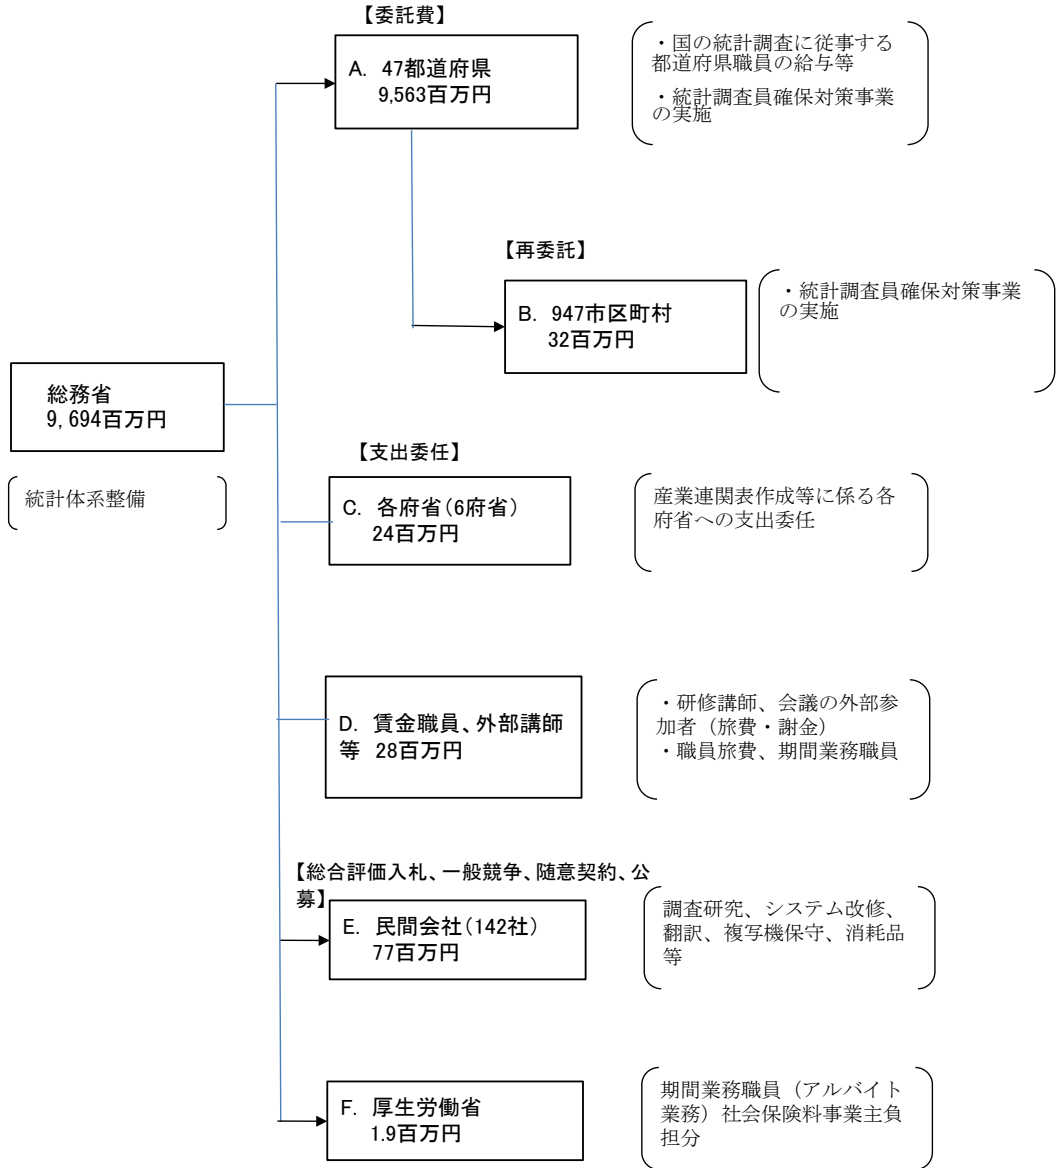 【委託費】
A. 47都道府県
9,563百万円
・国の統計調査に従事する
都道府県職員の給与等
・統計調査員確保対策事業
の実施
【再委託】
B. 947市区町村
32百万円
・統計調査員確保対策事業
の実施
総務省
9,694百万円
統計体系整備
【支出委任】
C. 各府省(6府省)
24百万円
産業連関表作成等に係る各
府省への支出委任
D. 賃金職員、外部講師
等 28百万円
・研修講師、会議の外部参
加者（旅費・謝金）
・職員旅費、期間業務職員
【総合評価入札、一般競争、随意契約、公
募】
E. 民間会社(142社)
77百万円
調査研究、システム改修、
翻訳、複写機保守、消耗品
等
F. 厚生労働省
1.9百万円
期間業務職員（アルバイト
業務）社会保険料事業主負
担分